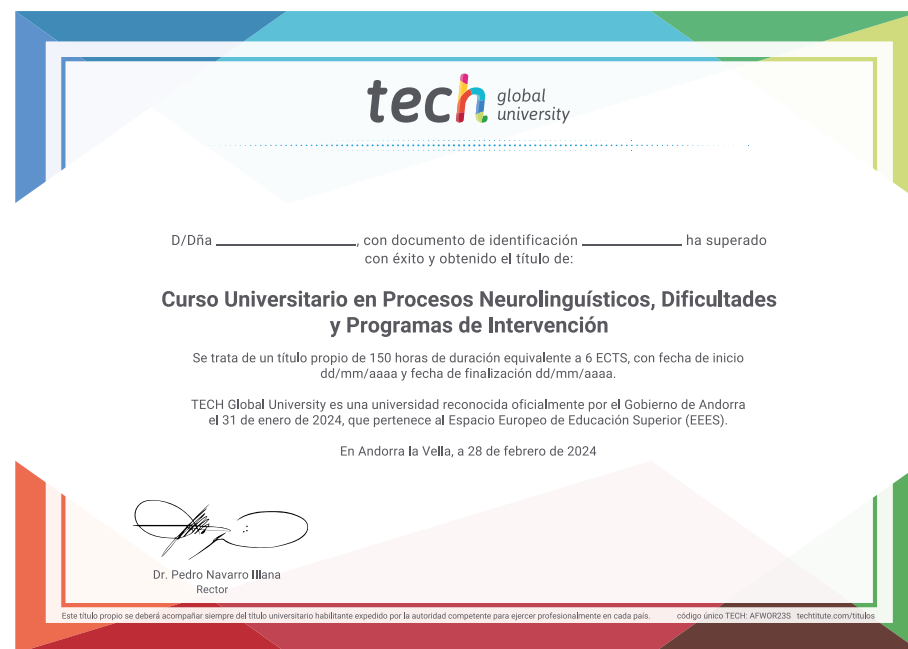 tech global university
D/Dña ________________, con documento de identificación ____________ ha superado
con éxito y obtenido el título de:
Curso Universitario en Procesos Neurolinguísticos, Dificultades
y Programas de Intervención
Se trata de un título propio de 150 horas de duración equivalente a 6 ECTS, con fecha de inicio
dd/mm/aaaa y fecha de finalización dd/mm/aaaa.
TECH Global University es una universidad reconocida oficialmente por el Gobierno de Andorra
el 31 de enero de 2024, que pertenece al Espacio Europeo de Educación Superior (EEES).
En Andorra la Vella, a 28 de febrero de 2024
Dr. Pedro Navarro Illana
Rector
Este título propio se deberá acompañar siempre del título universitario habilitante expedido por la autoridad competente para ejercer profesionalmente en cada país. código único TECH: AFWOR23S techtitute.com/titulos